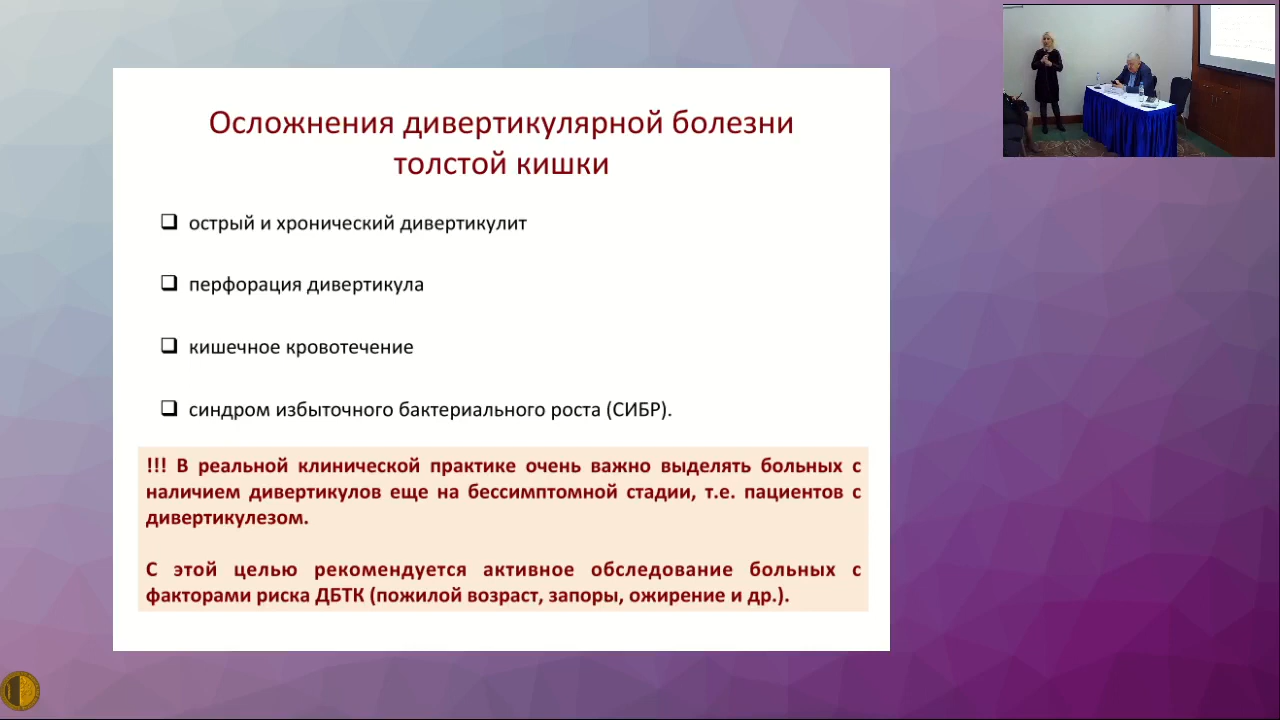 Осложнения дивертикулярной болезни
толстой кишки
❑ острый и хронический дивертикулит
❑ перфорация дивертикула
❑ кишечное кровотечение
❑ синдром избыточного бактериального роста (СИБР).
!!! В реальной клинической практике очень важно выделять больных с
наличием дивертикулов еще на бессимптомной стадии, т.е. пациентов с
дивертикулезом.
С этой целью рекомендуется активное обследование больных с
факторами риска ДБТК (пожилой возраст, запоры, ожирение и др.).